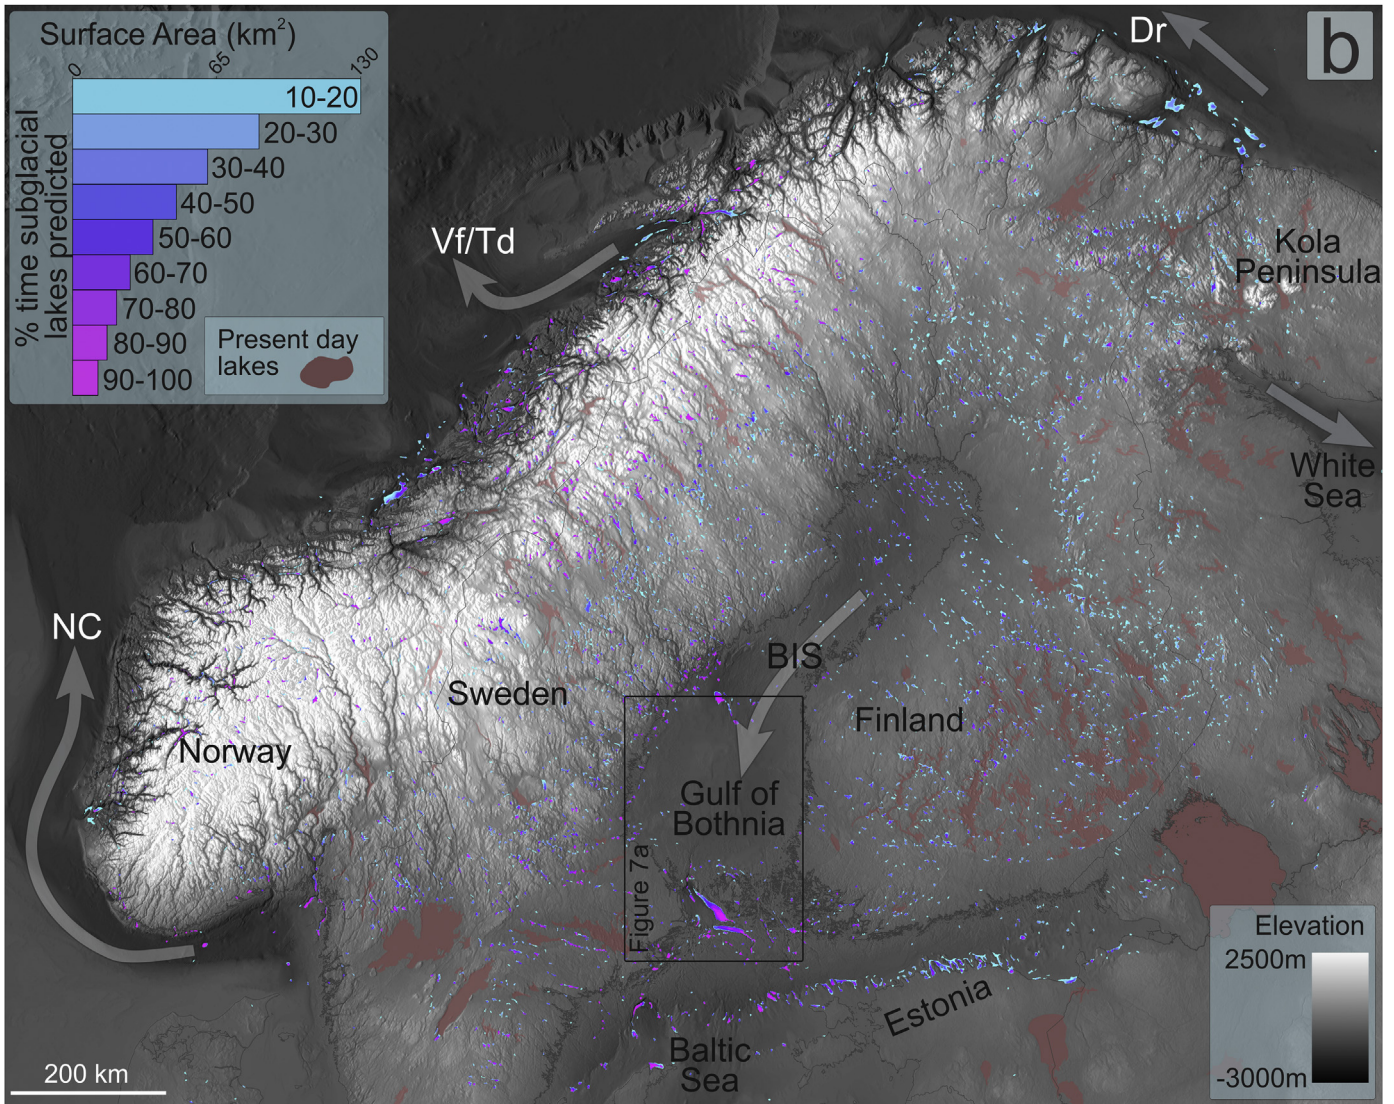 Surface Area (km²)
0 65 130
% time subglacial
lakes predicted
10-20
20-30
30-40
40-50
50-60
60-70
70-80
80-90
90-100
Present day
lakes
b
Dr
Vf/Td
Kola
Peninsula
White
Sea
NC
BIS
Sweden
Norway
Finland
Gulf of
Bothnia
Figure 7a
Estonia
Baltic
Sea
Elevation
2500m
-3000m
200 km